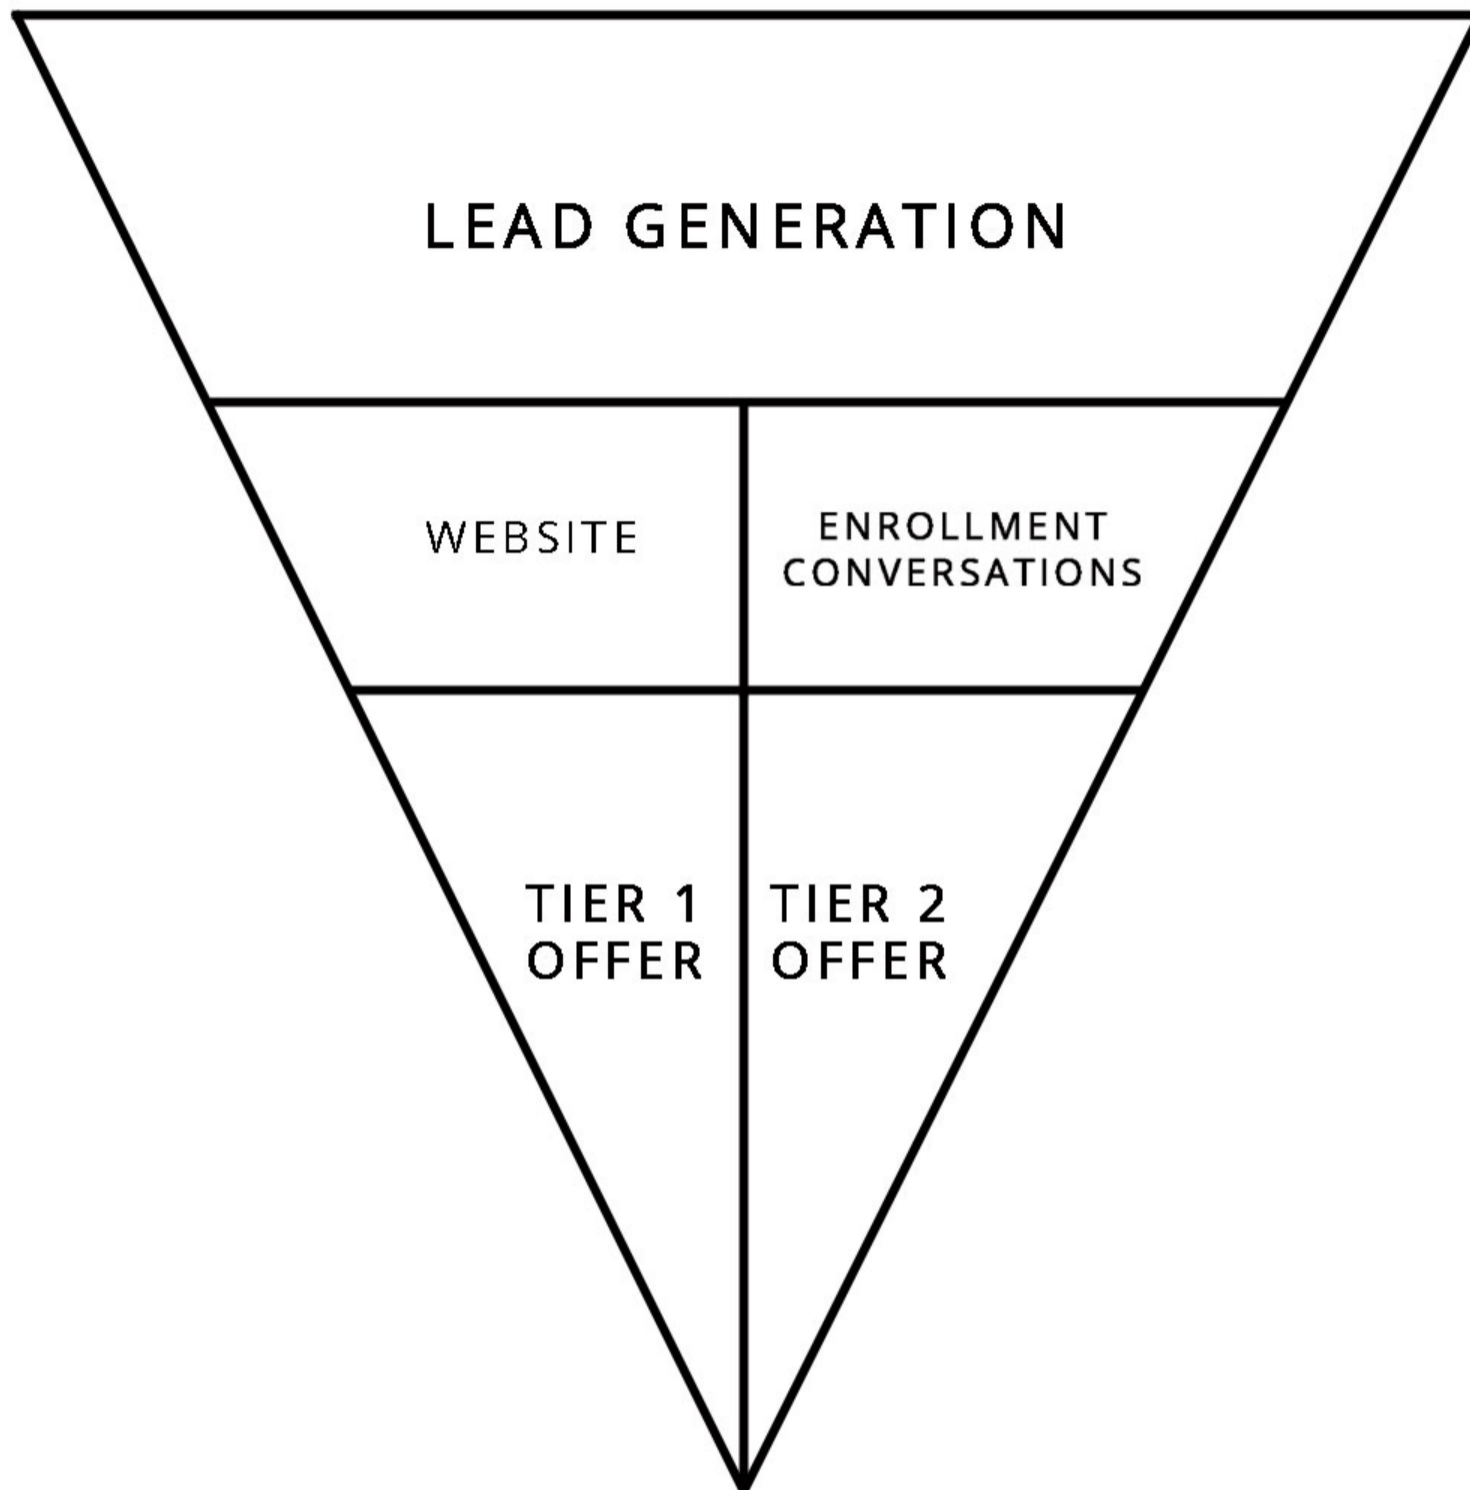 LEAD GENERATION
WEBSITE
ENROLLMENT
CONVERSATIONS
TIER 1
OFFER
TIER 2
OFFER